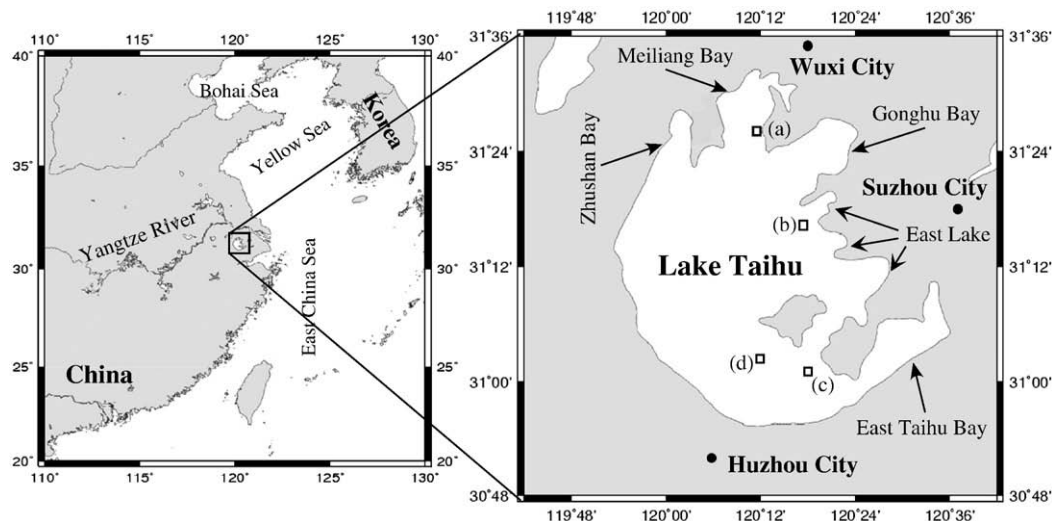 119°48' 120°00' 120°12' 120°24' 120°36'
110° 115° 120° 125° 130°
40°
35°
30°
25°
20°
Bohai Sea
Korea
Yellow Sea
Yangtze River
East China Sea
China
40°
35°
30°
25°
20°
110° 115° 120° 125° 130°
31°36'
31°24'
31°12'
31°00'
30°48'
Meiliang Bay
Wuxi City
(a)
Gonghu Bay
Zhushan Bay
Suzhou City
(b)
East Lake
Lake Taihu
(d)
(c)
East Taihu Bay
Huzhou City
31°36'
31°24'
31°12'
31°00'
30°48'
119°48' 120°00' 120°12' 120°24' 120°36'